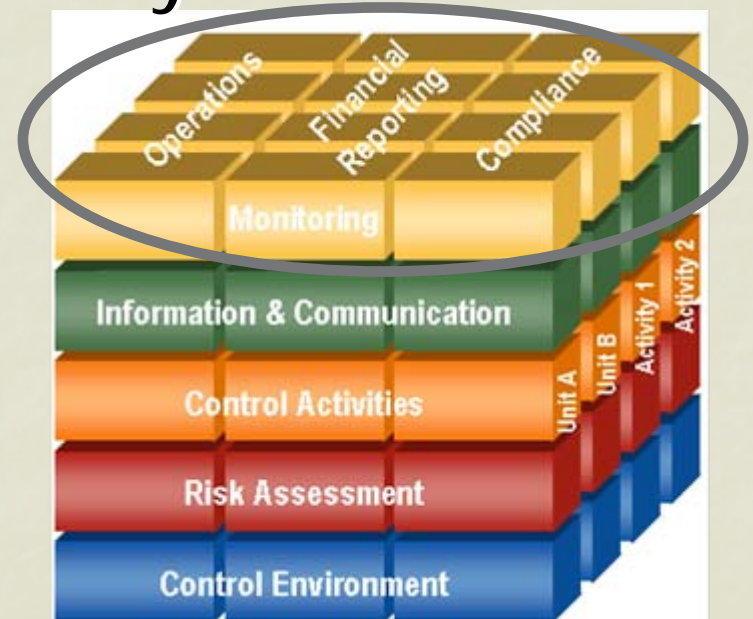 Operations
Financial
Reporting
Compliance
Monitoring
Information & Communication
Control Activities
Risk Assessment
Control Environment
Unit A
Unit B
Activity 1
Activity 2